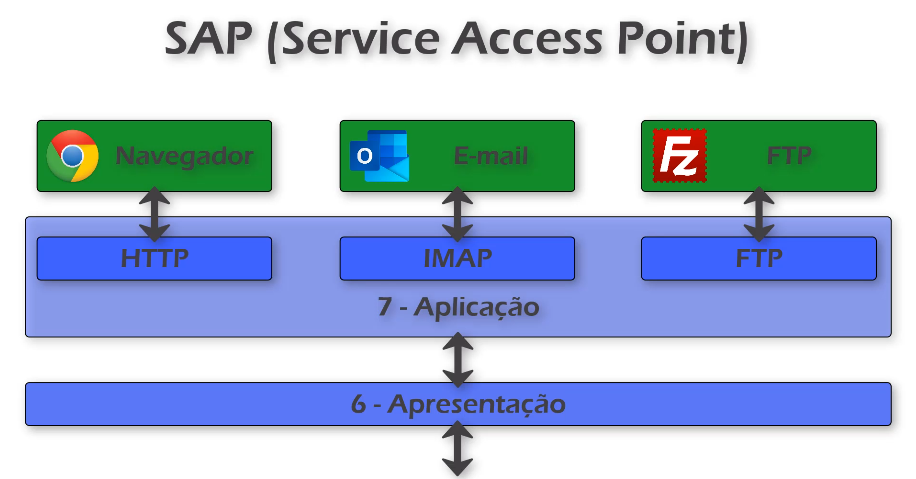 SAP (Service Access Point)
Navegador
E-mail
FTP
HTTP
IMAP
FTP
7 - Aplicação
6 - Apresentação